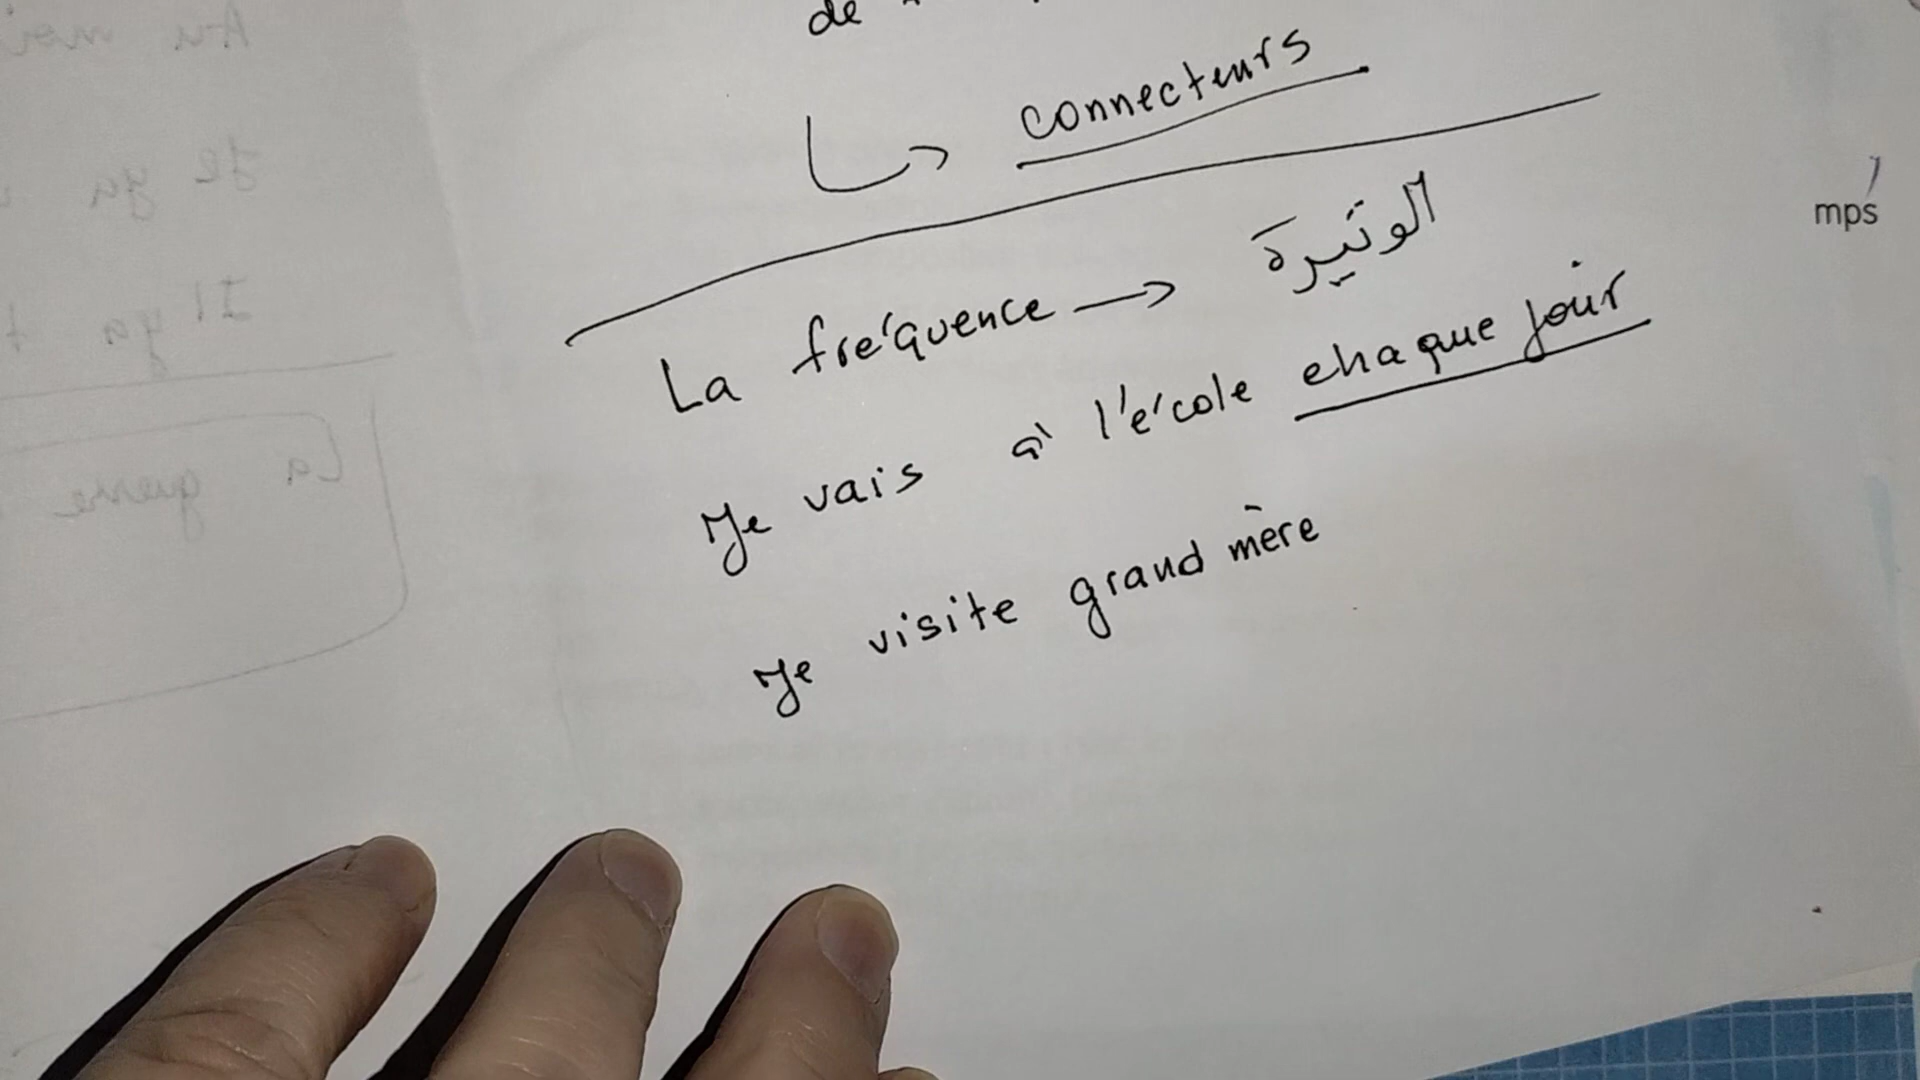 de
↳ connecteurs
mps
La fréquence → الوتيرة
Je vais à l'école chaque jour
Je visite grand mère